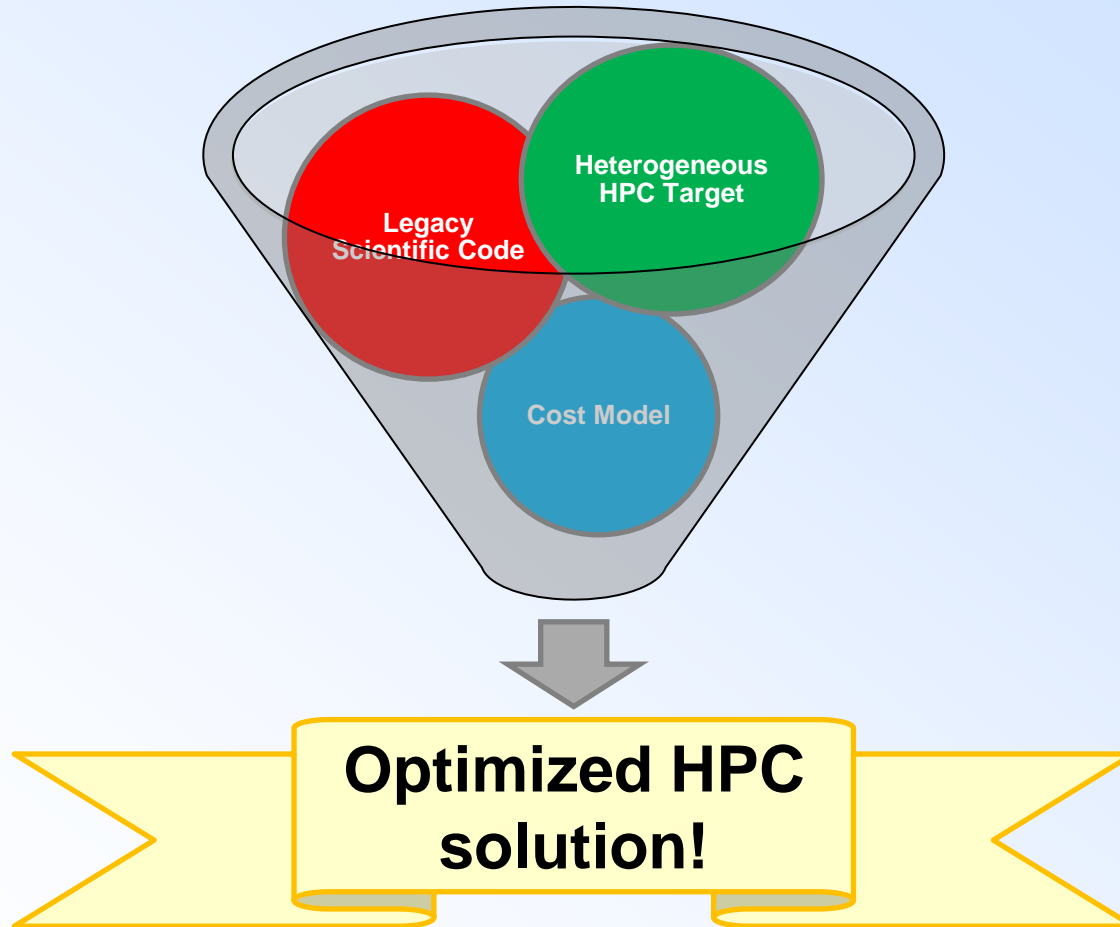 Heterogeneous
HPC Target
Legacy
Scientific Code
Cost Model
Optimized HPC
solution!